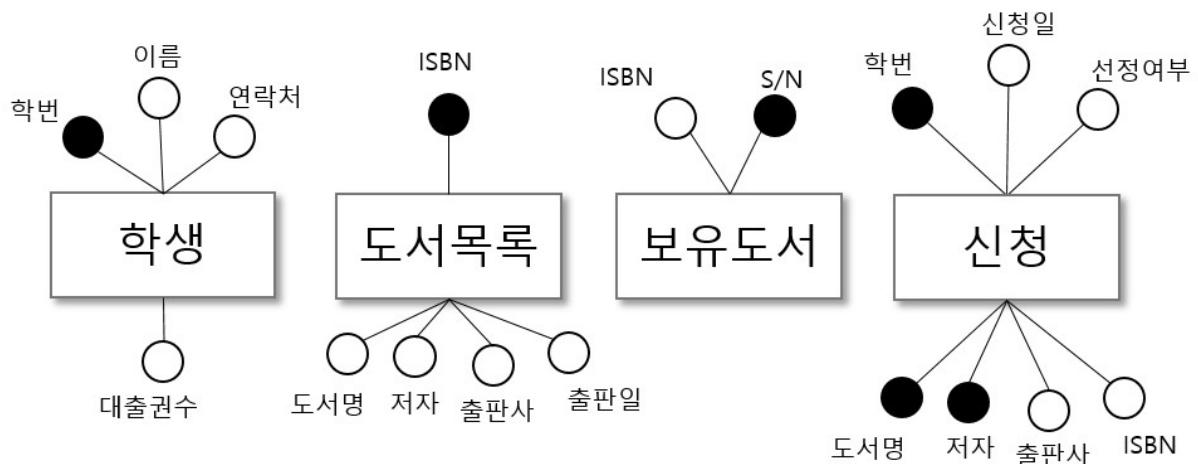 이름
학번
연락처
학생
대출권수
ISBN
도서목록
도서명
저자
출판사
출판일
ISBN
S/N
보유도서
신청일
학번
선정여부
신청
도서명
저자
출판사
ISBN